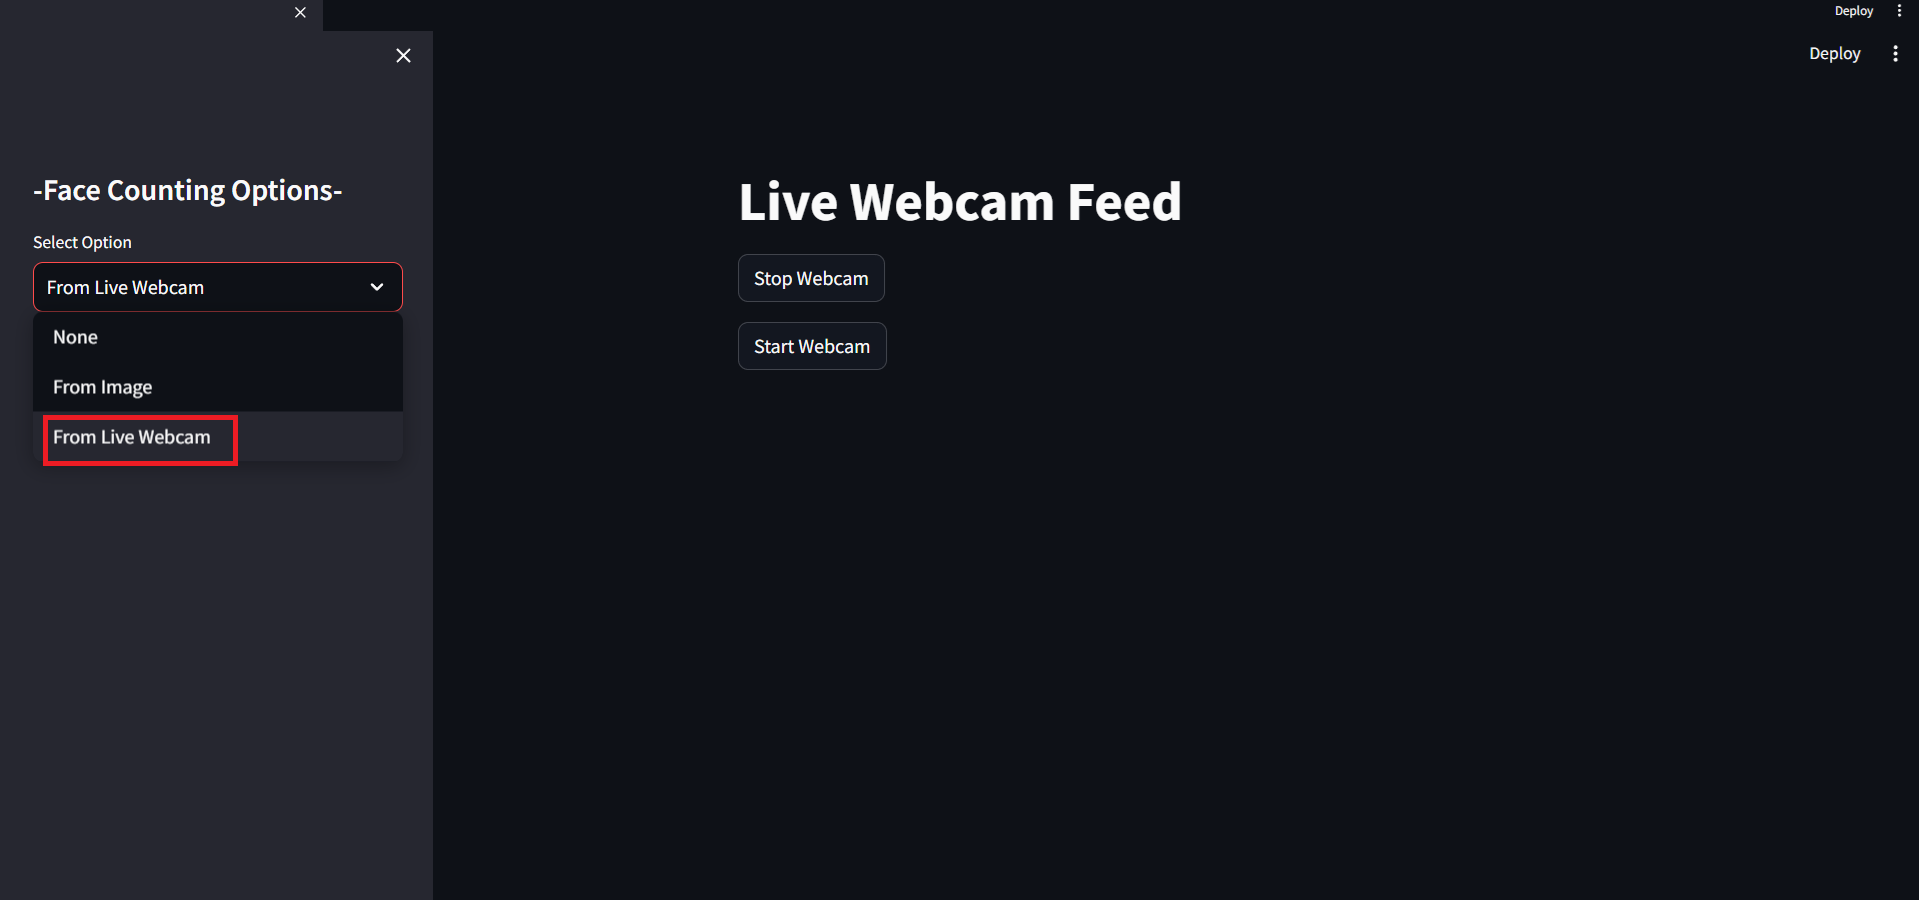 Deploy
Deploy
-Face Counting Options-
Select Option
From Live Webcam
None
From Image
From Live Webcam
Live Webcam Feed
Stop Webcam
Start Webcam